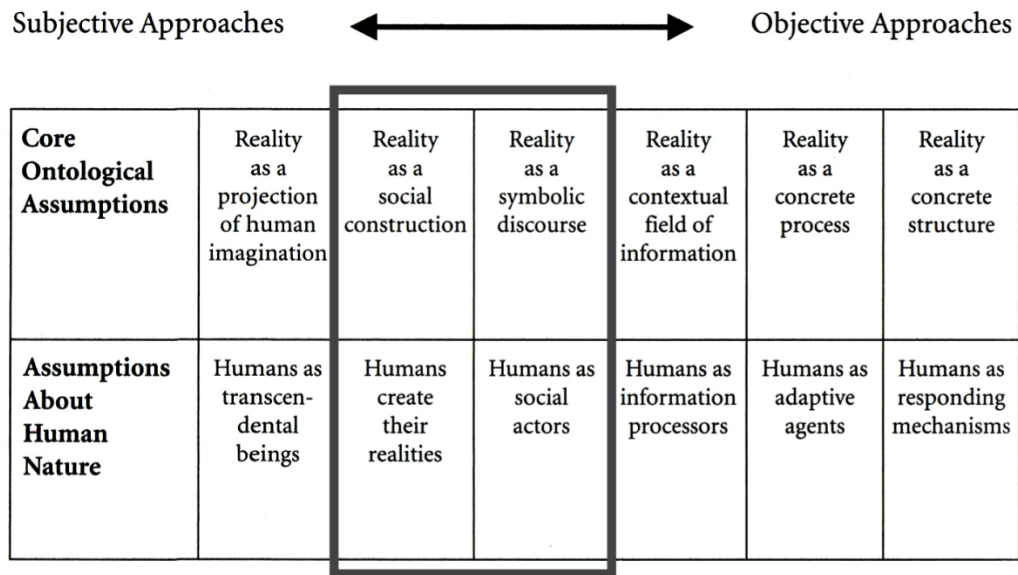 Subjective Approaches
Objective Approaches
Core
Ontological
Assumptions
Reality
as a
projection
of human
imagination
Reality
as a
social
construction
Reality
as a
symbolic
discourse
Reality
as a
contextual
field of
information
Reality
as a
concrete
process
Reality
as a
concrete
structure
Assumptions
About
Human
Nature
Humans as
transcen-
dental
beings
Humans
create
their
realities
Humans as
social
actors
Humans as
information
processors
Humans as
adaptive
agents
Humans as
responding
mechanisms